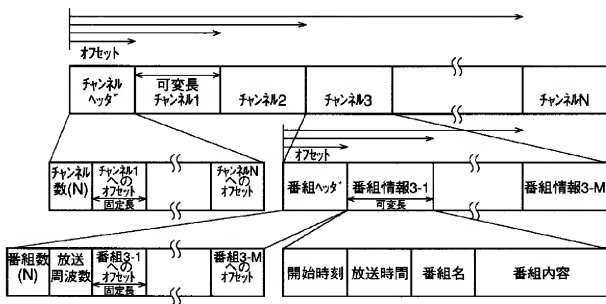 オフセット
チャンネル
ヘッダ
可変長
チャンネル1
チャンネル2
チャンネル3
チャンネルN
オフセット
チャンネル
数(N)
チャンネル1
への
オフセット
固定長
チャンネルN
への
オフセット
番組ヘッダ
番組情報3-1
可変長
番組情報3-M
番組数
(N)
放送
周波数
番組3-1
への
オフセット
固定長
番組3-M
への
オフセット
開始時刻
放送時間
番組名
番組内容